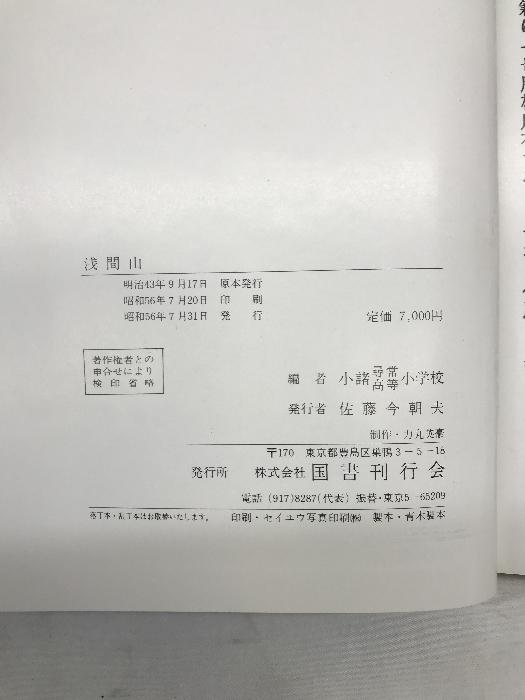 浅間山
明治43年9月17日 原本発行
昭和56年7月20日 印刷
昭和56年7月31日 発行
定価 7,000円
著作権者との
申合せにより
検印省略
編者 小諸尋常高等小学校
発行者 佐藤今朝夫
制作・力丸英豪
〒170 東京都豊島区巣鴨3-5-18
発行所 株式会社 国書刊行会
電話 (917)8287(代表) 振替・東京5-65209
落丁本・乱丁本はお取替いたします。 印刷・セイユウ写真印刷㈱ 製本・青木製本